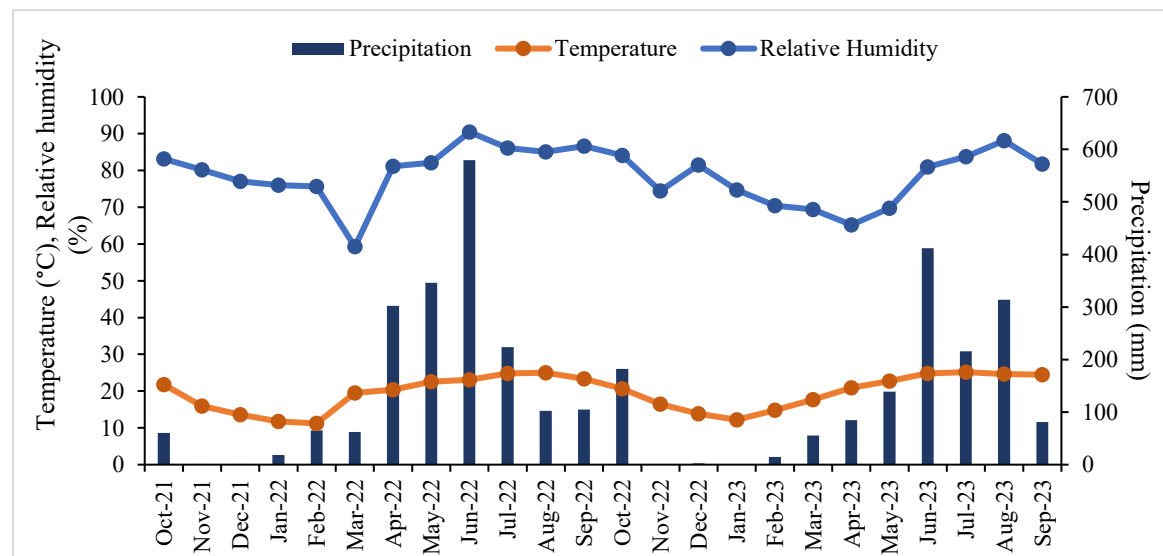 Precipitation
Temperature
Relative Humidity
Temperature (°C), Relative humidity
(%)
100
90
80
70
60
50
40
30
20
10
0
700
600
500
400
300
200
100
0
Precipitation (mm)
Oct-21
Nov-21
Dec-21
Jan-22
Feb-22
Mar-22
Apr-22
May-22
Jun-22
Jul-22
Aug-22
Sep-22
Oct-22
Nov-22
Dec-22
Jan-23
Feb-23
Mar-23
Apr-23
May-23
Jun-23
Jul-23
Aug-23
Sep-23